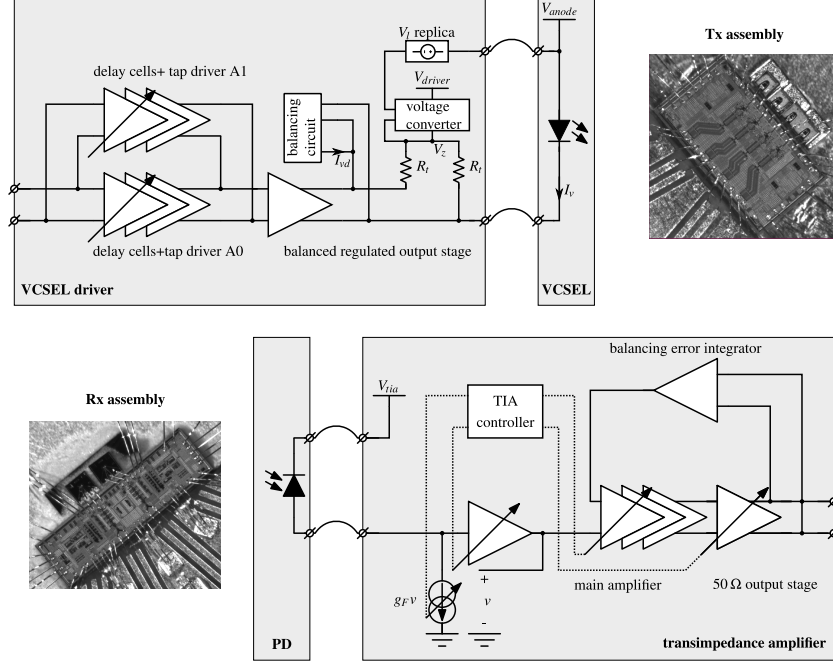 V_anode
V_l replica
Tx assembly
delay cells+ tap driver A1
V_driver
balancing
circuit
voltage
converter
I_vd
V_z
R_t
R_t
I_v
delay cells+tap driver A0
balanced regulated output stage
VCSEL driver
VCSEL
balancing error integrator
Rx assembly
V_tia
TIA
controller
+
main amplifier
50 Ω output stage
g_F v
v
-
PD
transimpedance amplifier